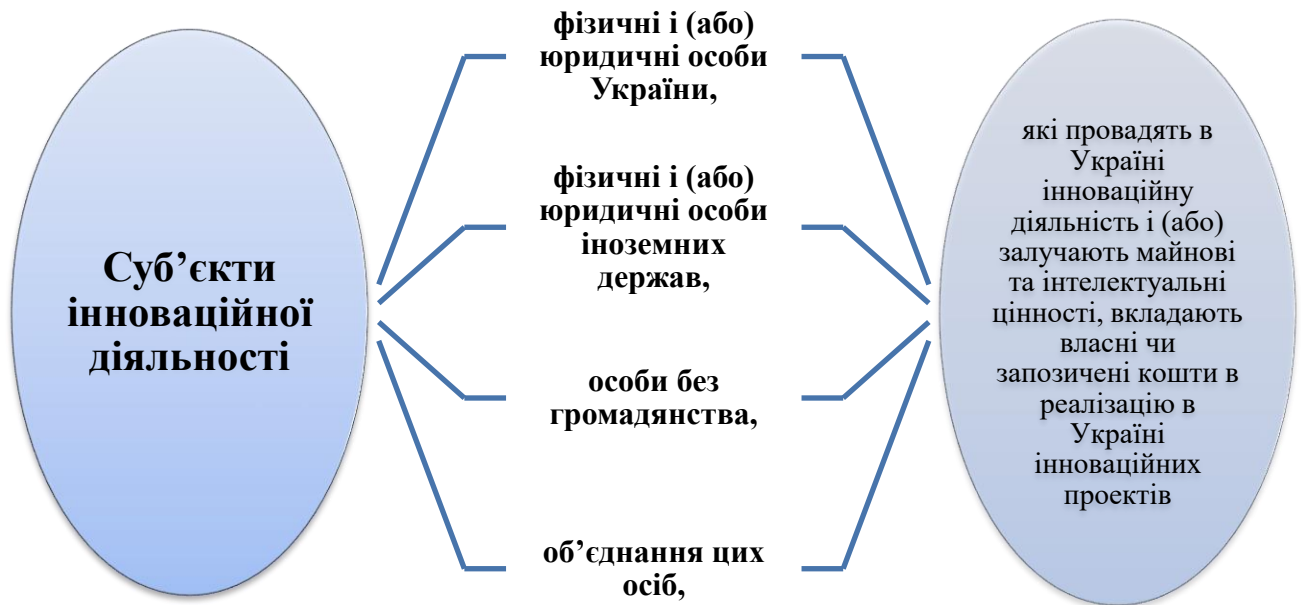 Суб’єкти
інноваційної
діяльності
фізичні і (або)
юридичні особи
України,
фізичні і (або)
юридичні особи
іноземних
держав,
особи без
громадянства,
об’єднання цих
осіб,
які провадять в
Україні
інноваційну
діяльність і (або)
залучають майнові
та інтелектуальні
цінності, вкладають
власні чи
запозичені кошти в
реалізацію в
Україні
інноваційних
проектів